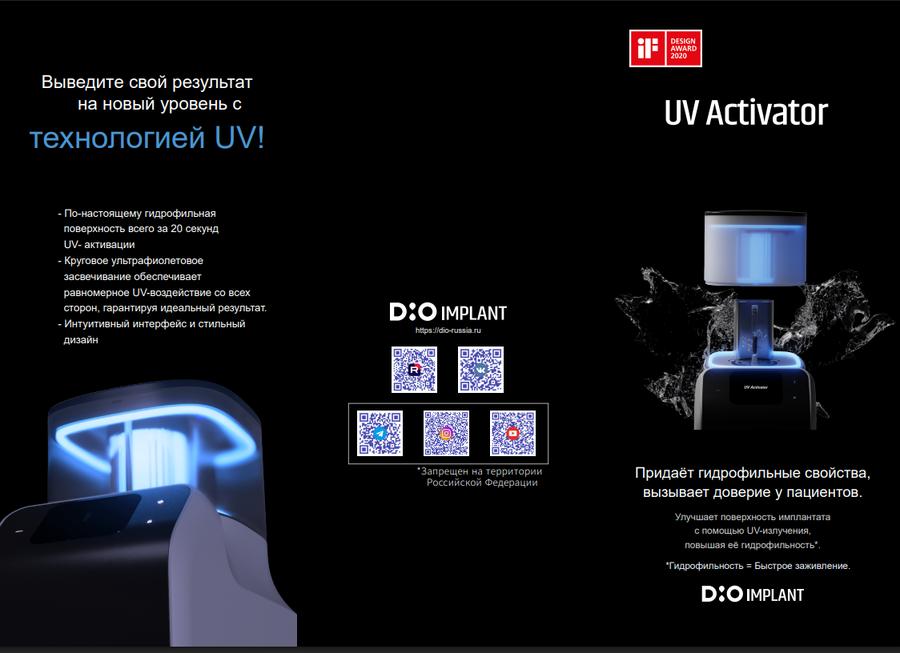 Выведите свой результат
на новый уровень с
технологией UV!
- По-настоящему гидрофильная
поверхность всего за 20 секунд
UV- активации
- Круговое ультрафиолетовое
засвечивание обеспечивает
равномерное UV-воздействие со всех
сторон, гарантируя идеальный результат.
- Интуитивный интерфейс и стильный
дизайн
DIO IMPLANT
https://dio-russia.ru
*Запрещен на территории
Российской Федерации
iF
DESIGN
AWARD
2020
UV Activator
UV Activator
Придаёт гидрофильные свойства,
вызывает доверие у пациентов.
Улучшает поверхность имплантата
с помощью UV-излучения,
повышая её гидрофильность*.
*Гидрофильность = Быстрое заживление.
DIO IMPLANT